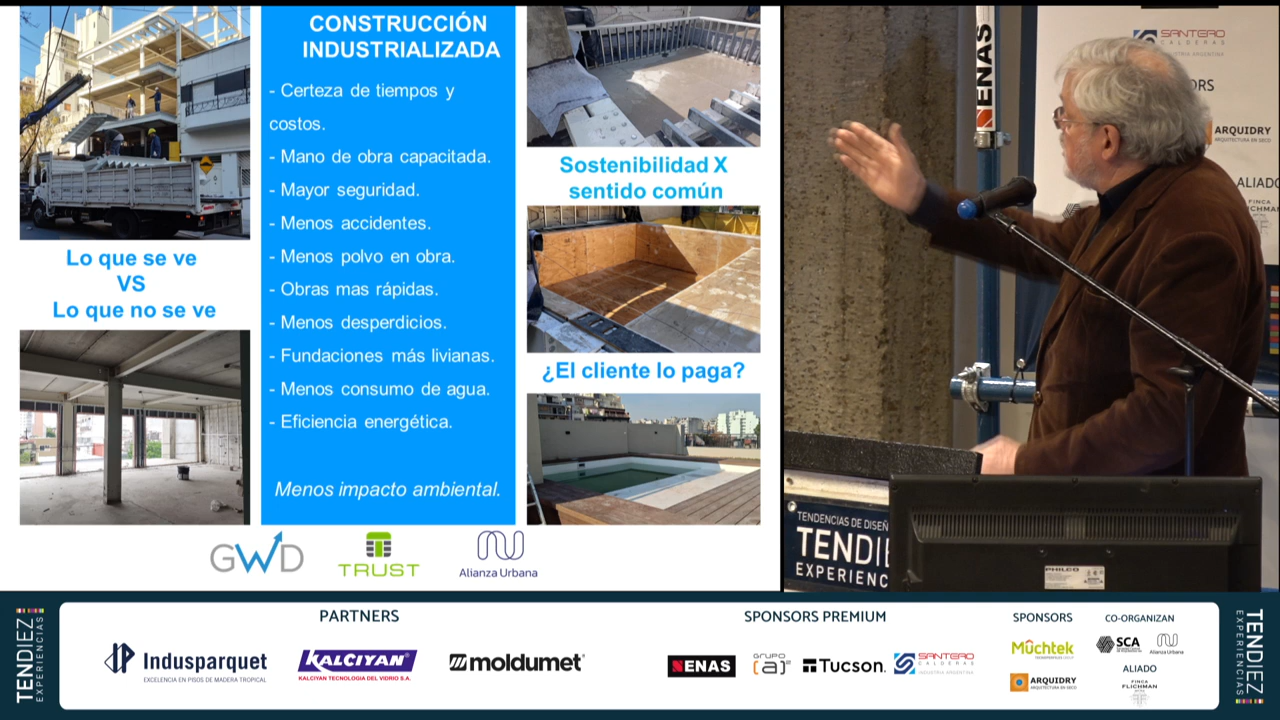 CONSTRUCCIÓN
INDUSTRIALIZADA
- Certeza de tiempos y
costos.
- Mano de obra capacitada.
- Mayor seguridad.
- Menos accidentes.
- Menos polvo en obra.
- Obras mas rápidas.
- Menos desperdicios.
- Fundaciones más livianas.
- Menos consumo de agua.
- Eficiencia energética.
Menos impacto ambiental.
Lo que se ve
VS
Lo que no se ve
Sostenibilidad X
sentido común
¿El cliente lo paga?
GWD
TRUST
Alianza Urbana
ENAS
SANTERO
CALDERAS
INDUSTRIA ARGENTINA
ORS
ARQUIDRY
ARQUITECTURA EN SECO
ALIADO
FINCA
FLICHMAN
PHILCO
TENDENCIAS DE DISEÑ
TENDIE
EXPERIENC
TENDIEZ
EXPERIENCIAS
PARTNERS
Indusparquet
EXCELENCIA EN PISOS DE MADERA TROPICAL
KALCIYAN
KALCIYAN TECNOLOGIA DEL VIDRIO S.A.
moldumet
SPONSORS PREMIUM
ENAS
GRUPO
[a]
Tucson.
SANTERO
CALDERAS
INDUSTRIA ARGENTINA
SPONSORS
Müchtek
ARQUIDRY
ARQUITECTURA EN SECO
CO-ORGANIZAN
SCA
Alianza Urbana
ALIADO
FINCA
FLICHMAN
TENDIEZ
EXPERIENCIAS